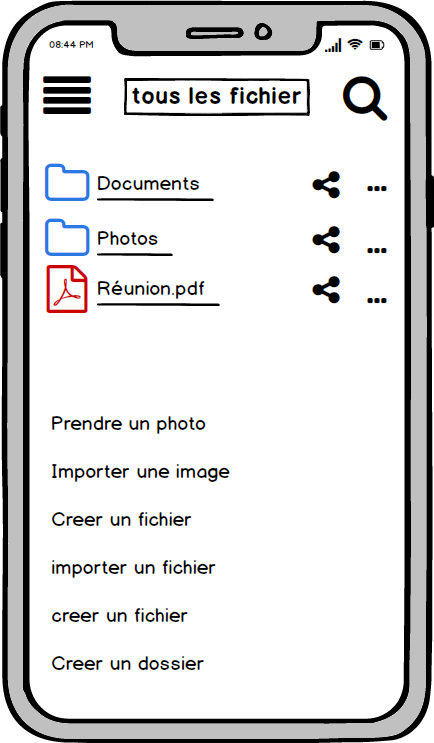 08:44 PM
tous les fichier
Documents
Photos
Réunion.pdf
Prendre un photo
Importer une image
Creer un fichier
importer un fichier
creer un fichier
Creer un dossier